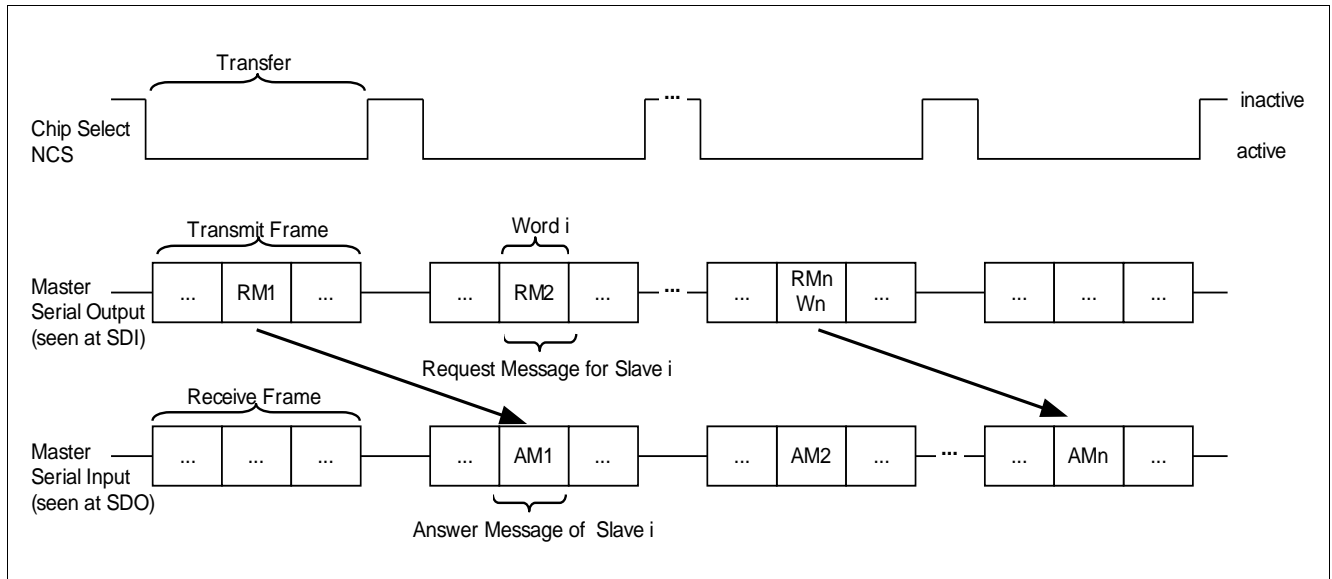 Transfer
...
inactive
Chip Select
NCS
active
Transmit Frame
Word i
Master
Serial Output
(seen at SDI)
... RM1 ...
... RM2 ...
...
... RMn
Wn ...
... ... ...
Request Message for Slave i
Receive Frame
Master
Serial Input
(seen at SDO)
... ... ...
... AM1 ...
... AM2 ...
...
... AMn ...
Answer Message of Slave i